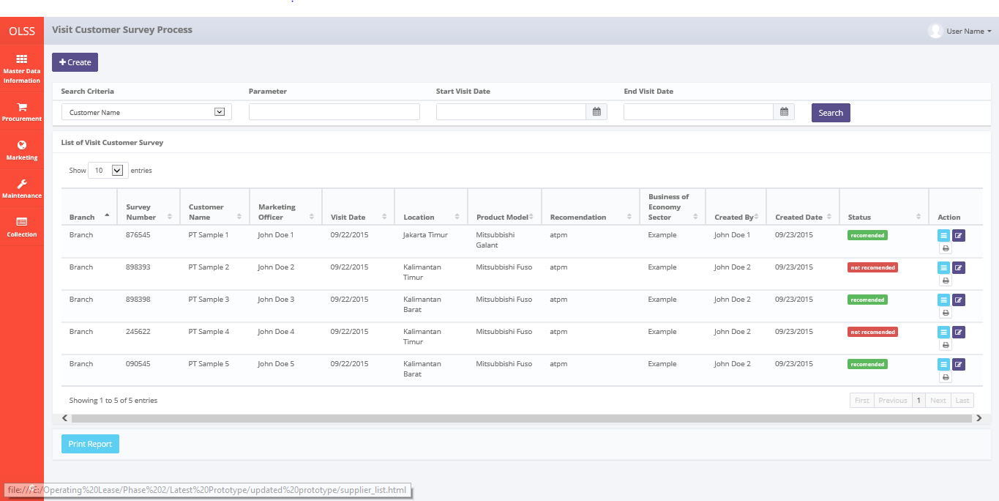 OLSS
Visit Customer Survey Process
User Name
Master Data
Information
Procurement
Marketing
Maintenance
Collection
Create
Search Criteria Parameter Start Visit Date End Visit Date
Customer Name
Search
List of Visit Customer Survey
Show 10 entries
Branch Survey Number Customer Name Marketing Officer Visit Date Location Product Model Recomendation Business of Economy Sector Created By Created Date Status Action
Branch 876545 PT Sample 1 John Doe 1 09/22/2015 Jakarta Timur Mitsubbishi Galant atpm Example John Doe 1 09/23/2015 recomended
Branch 898393 PT Sample 2 John Doe 2 09/22/2015 Kalimantan Timur Mitsubbishi Fuso atpm Example John Doe 2 09/23/2015 not recomended
Branch 898398 PT Sample 3 John Doe 3 09/22/2015 Kalimantan Barat Mitsubbishi Fuso atpm Example John Doe 2 09/23/2015 recomended
Branch 245622 PT Sample 4 John Doe 4 09/22/2015 Kalimantan Timur Mitsubbishi Fuso atpm Example John Doe 2 09/23/2015 not recomended
Branch 090545 PT Sample 5 John Doe 5 09/22/2015 Kalimantan Barat Mitsubbishi Fuso atpm Example John Doe 2 09/23/2015 recomended
Showing 1 to 5 of 5 entries
First Previous 1 Next Last
Print Report
file:///E:/Operating%20Lease/Phase%202/Latest%20Prototype/updated%20prototype/supplier_list.html